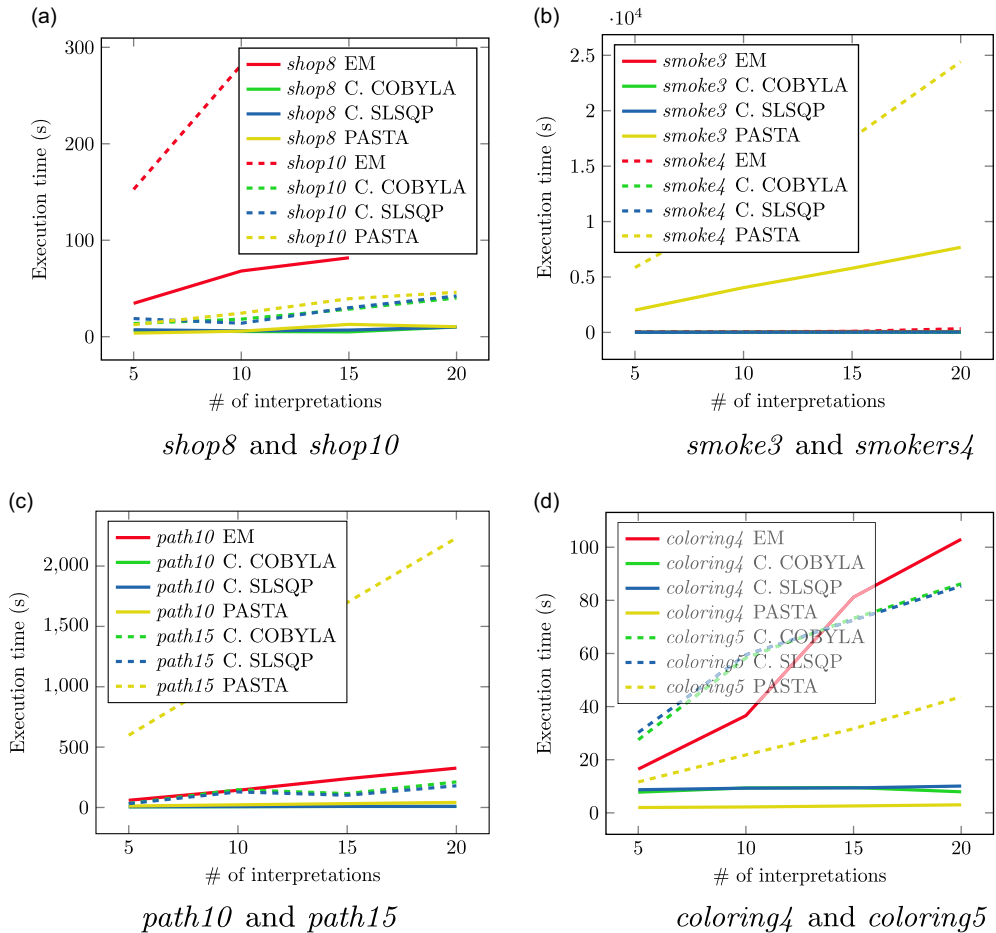 (a)
300
200
100
0
5
10
15
20
Execution time (s)
# of interpretations
shop8 EM
shop8 C. COBYLA
shop8 C. SLSQP
shop8 PASTA
shop10 EM
shop10 C. COBYLA
shop10 C. SLSQP
shop10 PASTA
shop8 and shop10
(b)
·10⁴
2.5
2
1.5
1
0.5
0
5
10
15
20
Execution time (s)
# of interpretations
smoke3 EM
smoke3 C. COBYLA
smoke3 C. SLSQP
smoke3 PASTA
smoke4 EM
smoke4 C. COBYLA
smoke4 C. SLSQP
smoke4 PASTA
smoke3 and smokers4
(c)
2,000
1,500
1,000
500
0
5
10
15
20
Execution time (s)
# of interpretations
path10 EM
path10 C. COBYLA
path10 C. SLSQP
path10 PASTA
path15 C. COBYLA
path15 C. SLSQP
path15 PASTA
path10 and path15
(d)
100
80
60
40
20
0
5
10
15
20
Execution time (s)
# of interpretations
coloring4 EM
coloring4 C. COBYLA
coloring4 C. SLSQP
coloring4 PASTA
coloring5 C. COBYLA
coloring5 C. SLSQP
coloring5 PASTA
coloring4 and coloring5